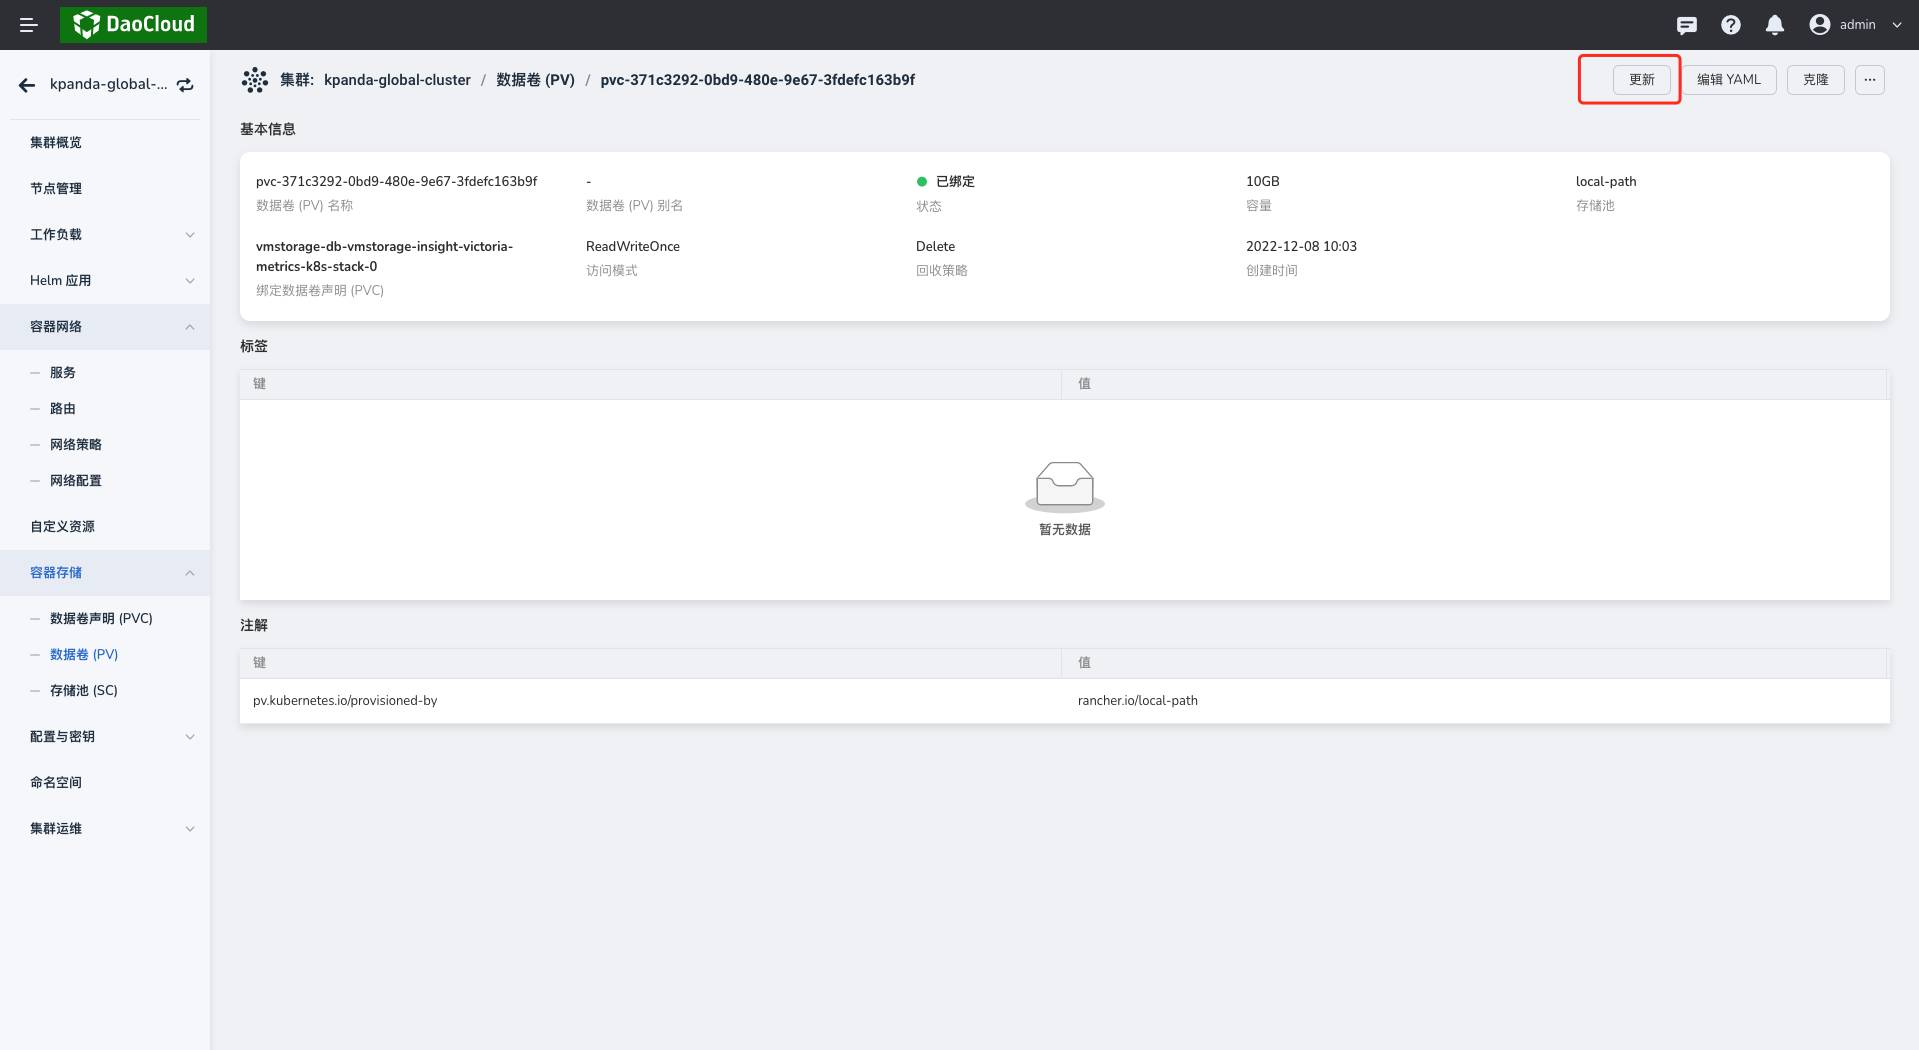 DaoCloud
admin
kpanda-global-...
集群: kpanda-global-cluster / 数据卷 (PV) / pvc-371c3292-0bd9-480e-9e67-3fdefc163b9f
更新
编辑 YAML
克隆
...
集群概览
节点管理
工作负载
Helm 应用
容器网络
服务
路由
网络策略
网络配置
自定义资源
容器存储
数据卷声明 (PVC)
数据卷 (PV)
存储池 (SC)
配置与密钥
命名空间
集群运维
基本信息
pvc-371c3292-0bd9-480e-9e67-3fdefc163b9f
数据卷 (PV) 名称
-
数据卷 (PV) 别名
已绑定
状态
10GB
容量
local-path
存储池
vmstorage-db-vmstorage-insight-victoria-
metrics-k8s-stack-0
绑定数据卷声明 (PVC)
ReadWriteOnce
访问模式
Delete
回收策略
2022-12-08 10:03
创建时间
标签
键 值
暂无数据
注解
键 值
pv.kubernetes.io/provisioned-by rancher.io/local-path